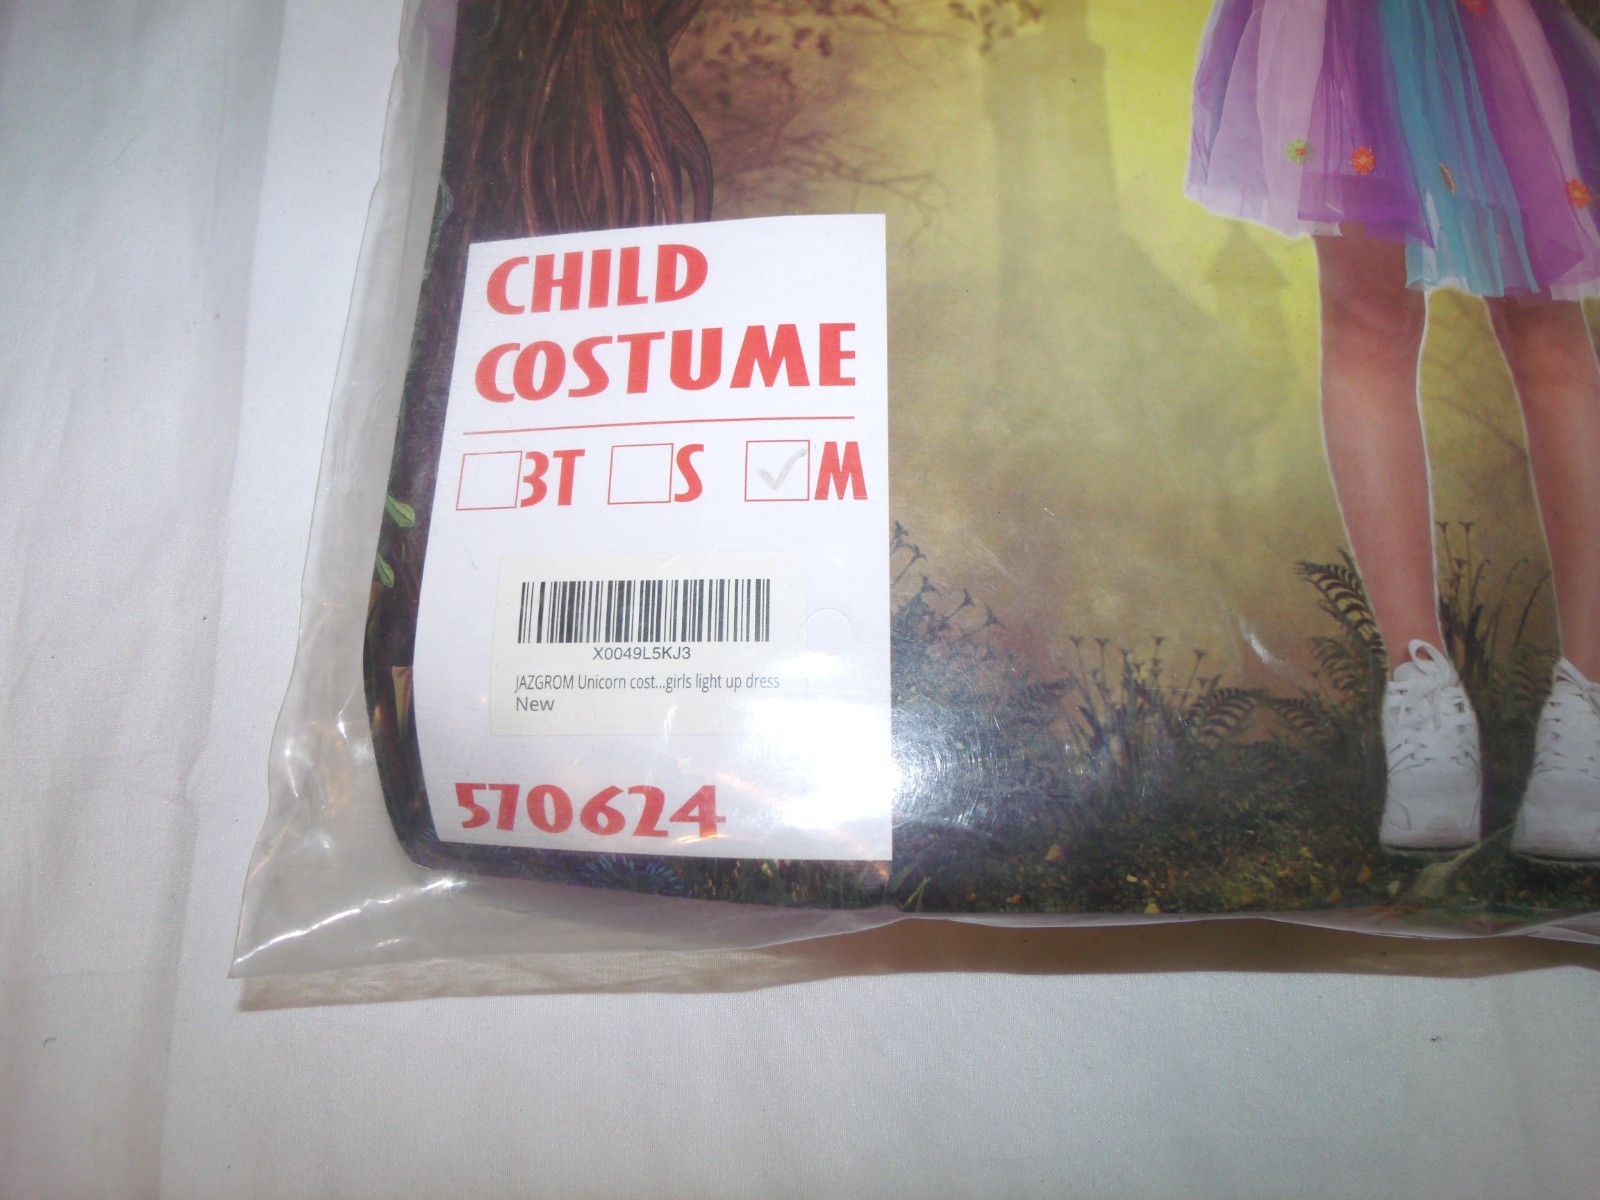 CHILD
COSTUME
3T S M
X0049L5KJ3
JAZGROM Unicorn cost...girls light up dress
New
570624